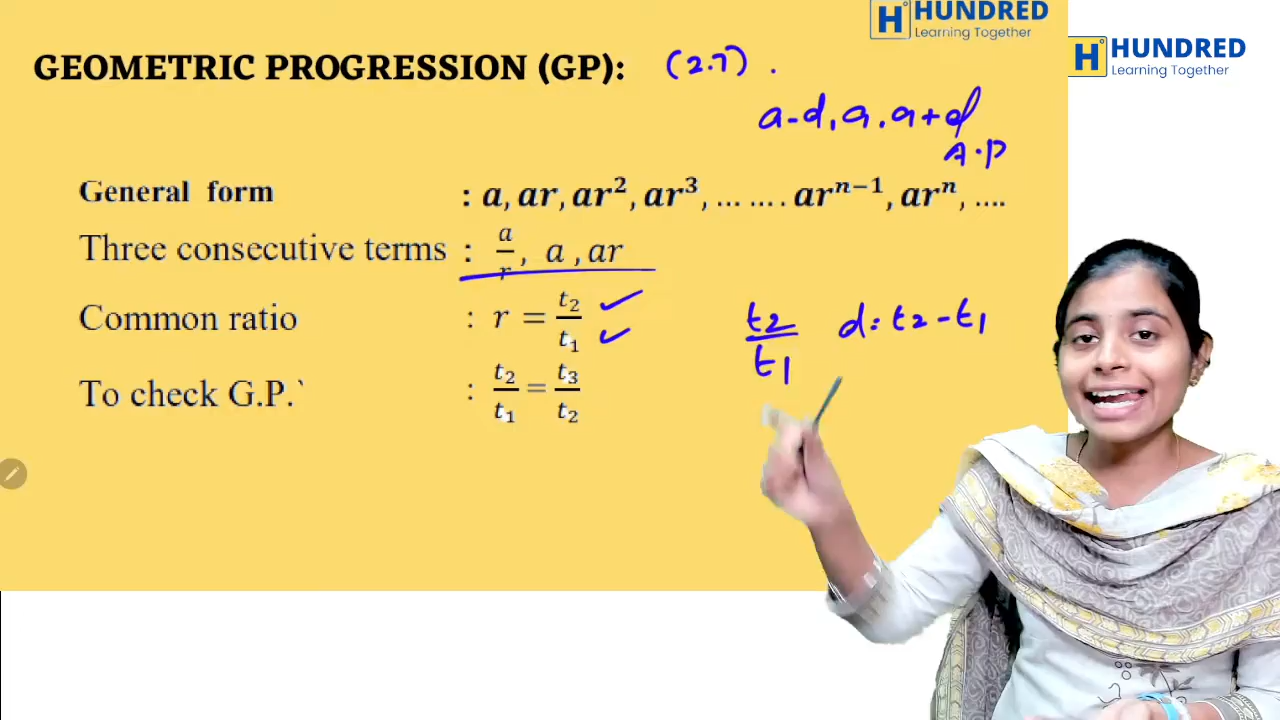 HUNDRED
Learning Together
HUNDRED
Learning Together
GEOMETRIC PROGRESSION (GP): (2.7) .
a-d, a, a+d
A.P
General form : a, ar, ar², ar³, … … . arⁿ⁻¹, arⁿ, ….
Three consecutive terms : a/r, a , ar
Common ratio : r = t₂/t₁
t2/t1 d = t2 - t1
To check G.P.` : t₂/t₁ = t₃/t₂